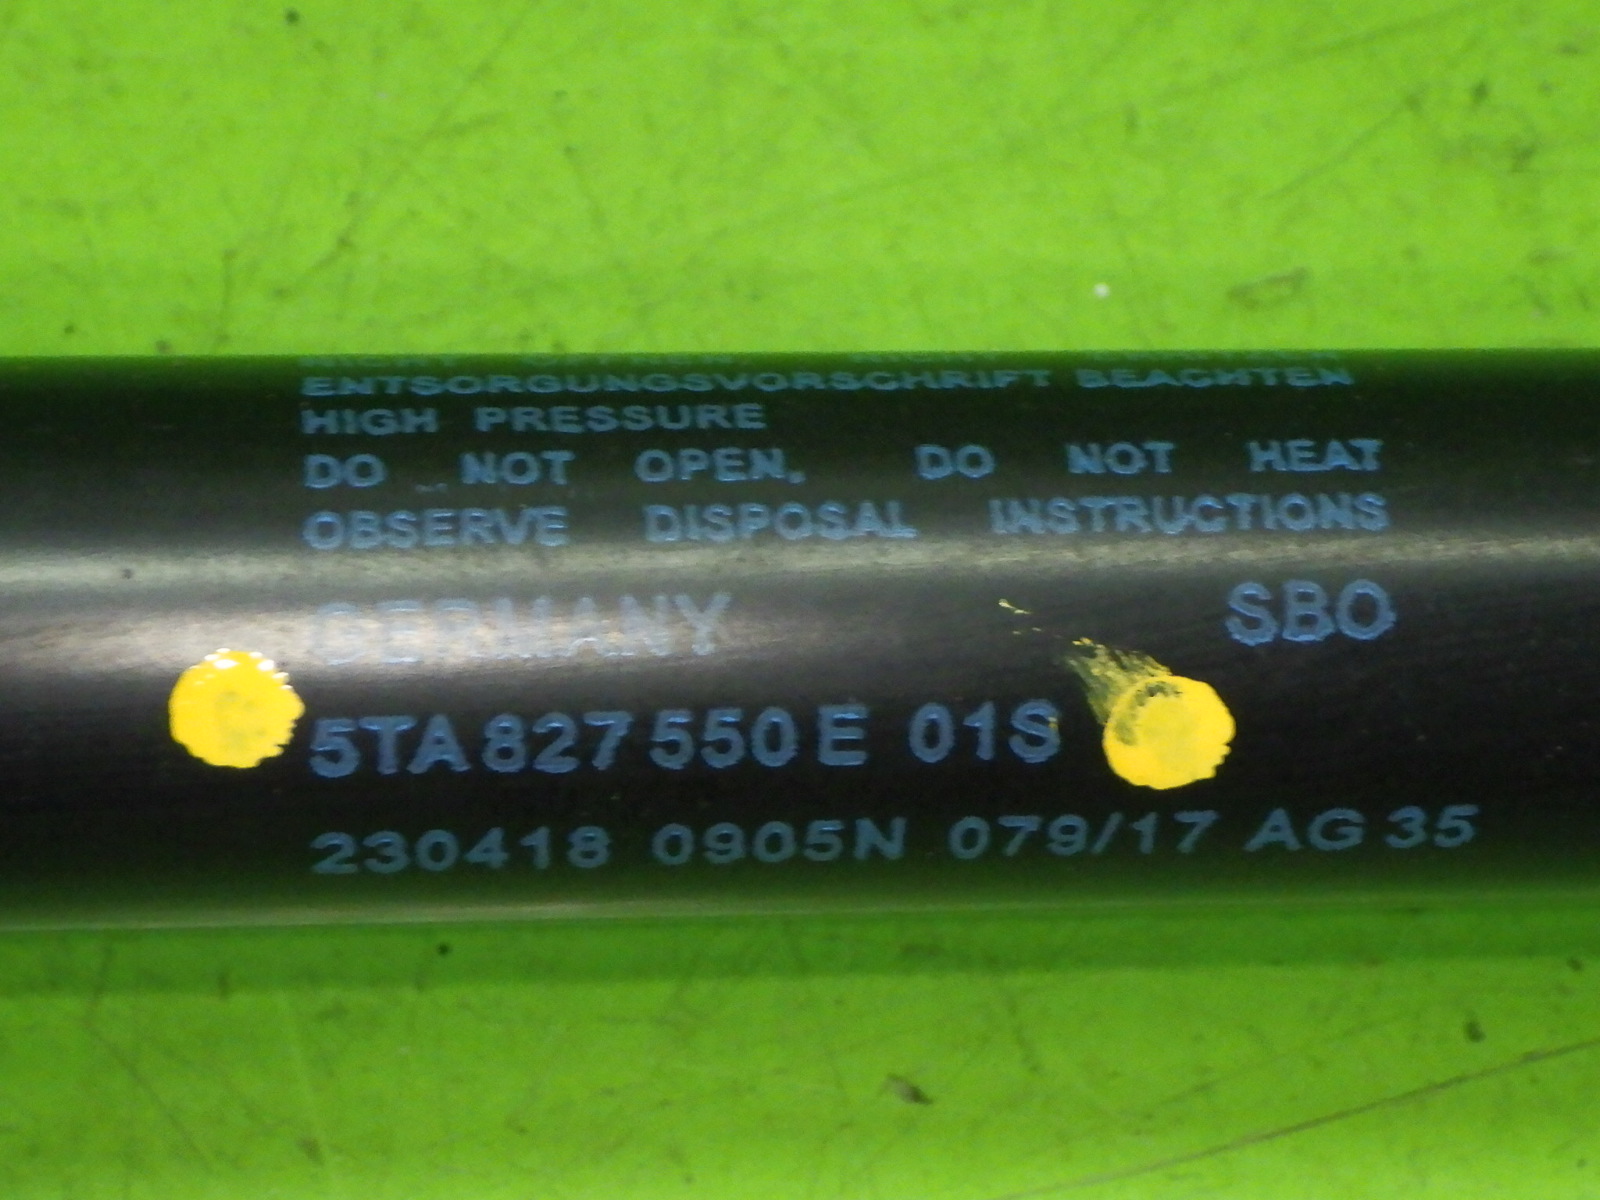 ENTSORGUNGSVORSCHRIFT BEACHTEN
HIGH PRESSURE
DO NOT OPEN. DO NOT HEAT
OBSERVE DISPOSAL INSTRUCTIONS
GERMANY SBO
5TA 827 550 E 01S
230418 0905N 079/17 AG 35